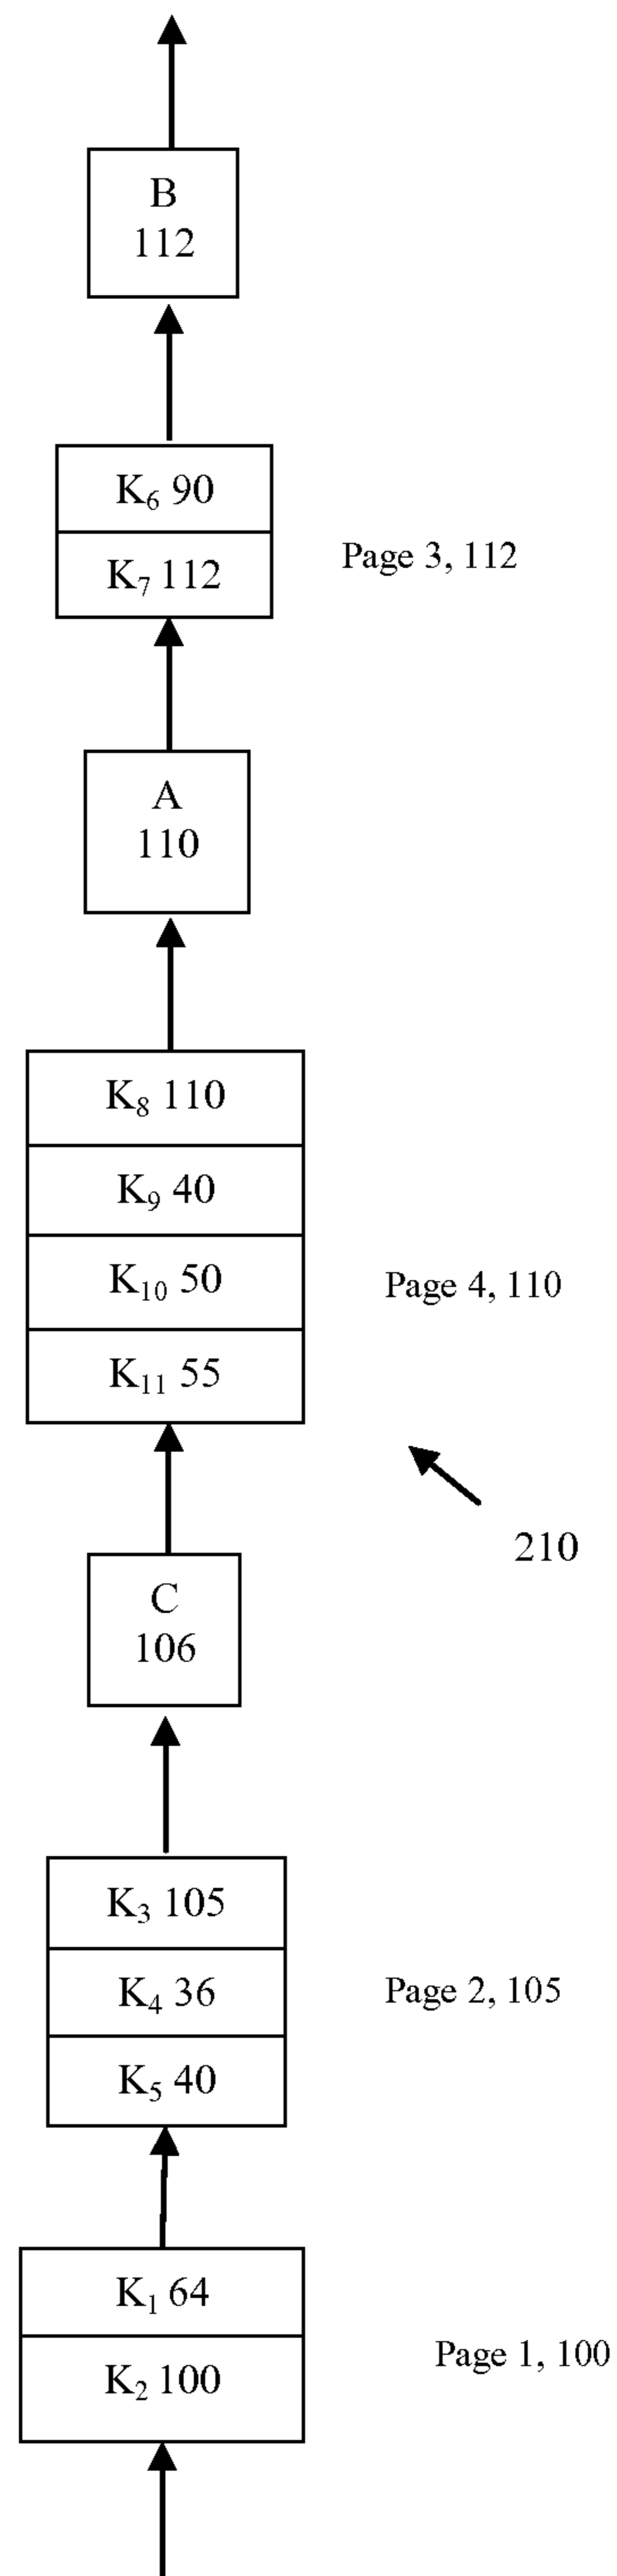 B
112
K₆ 90
K₇ 112
Page 3, 112
A
110
K₈ 110
K₉ 40
K₁₀ 50
Page 4, 110
K₁₁ 55
210
C
106
K₃ 105
K₄ 36
Page 2, 105
K₅ 40
K₁ 64
K₂ 100
Page 1, 100